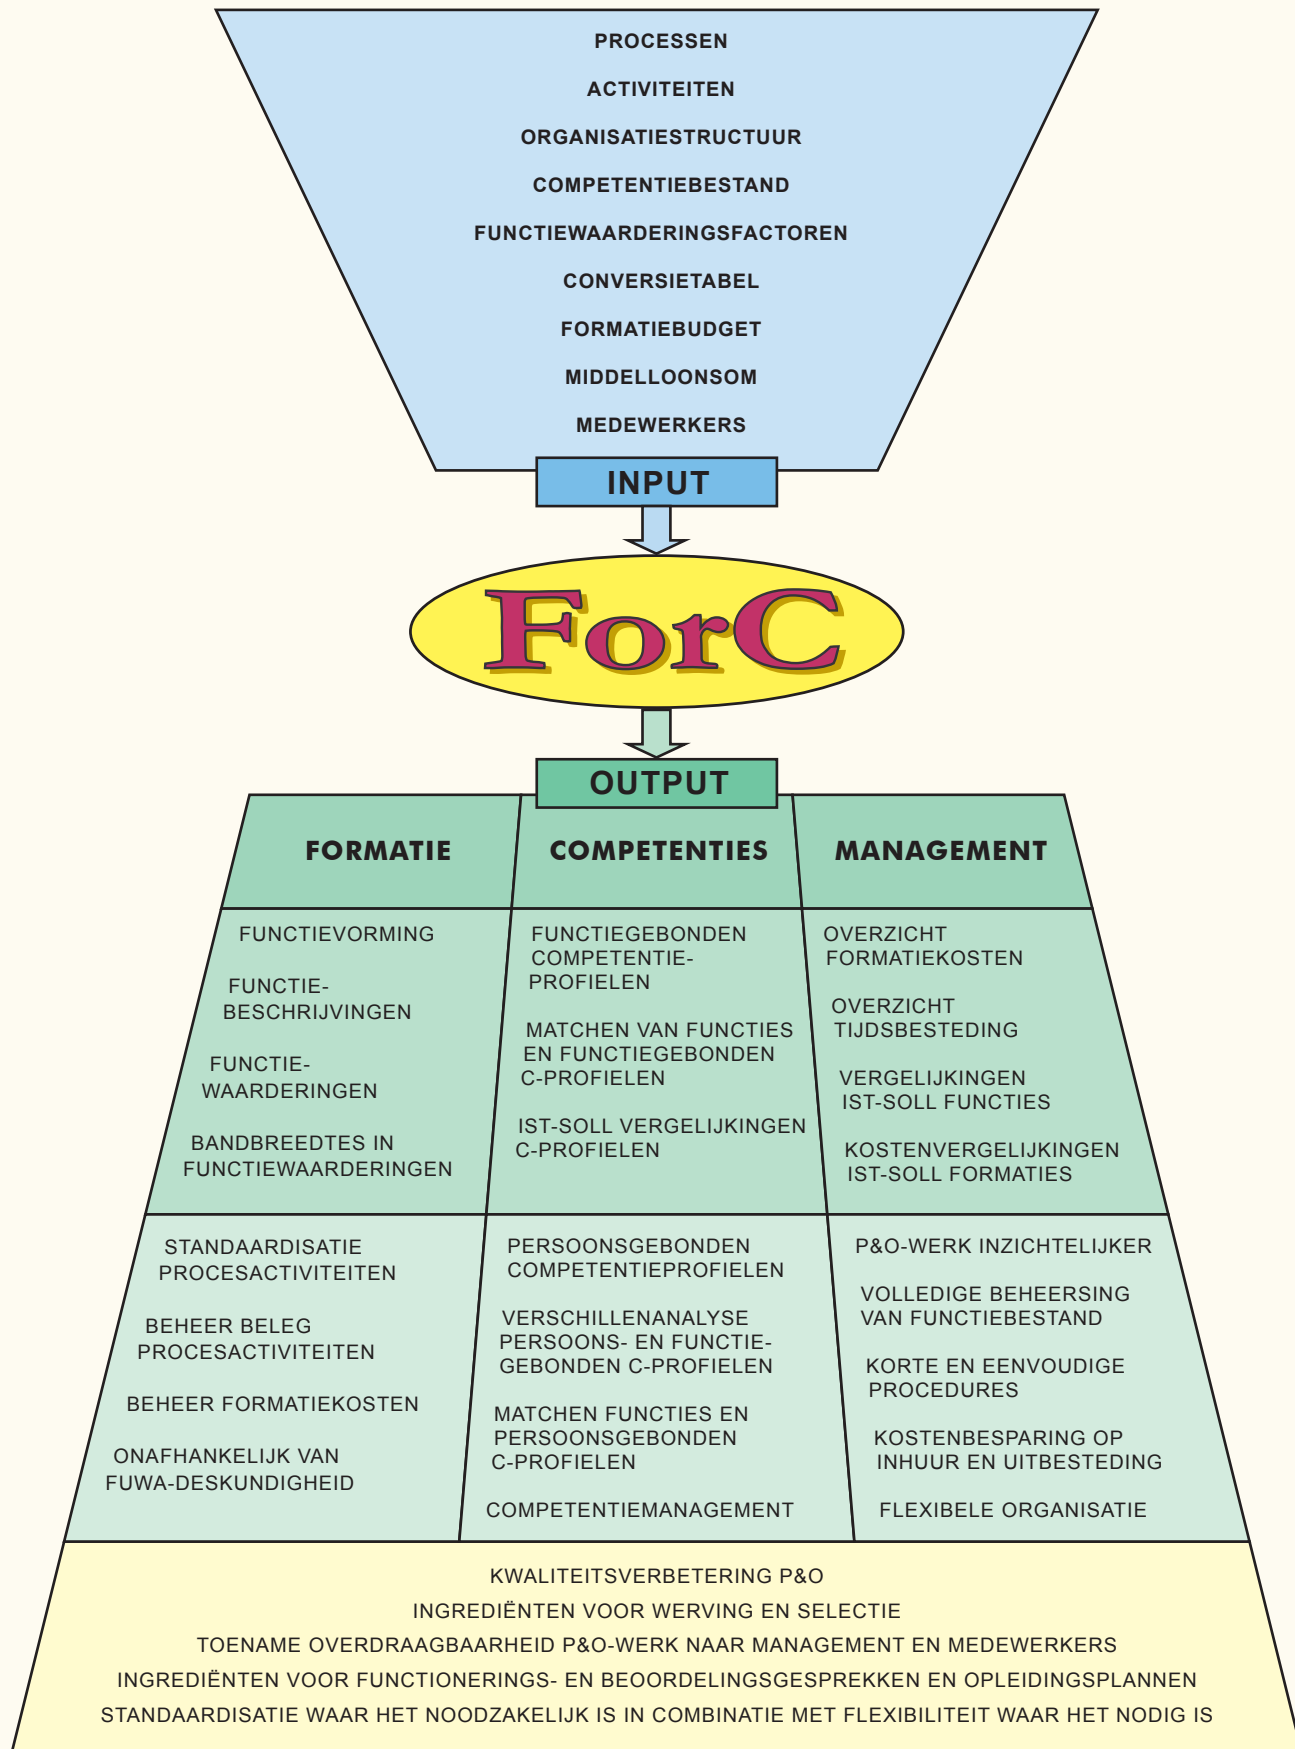 PROCESSEN
ACTIVITEITEN
ORGANISATIESTRUCTUUR
COMPETENTIEBESTAND
FUNCTIEWAARDERINGSFACTOREN
CONVERSIETABEL
FORMATIEBUDGET
MIDDELLOONSOM
MEDEWERKERS
INPUT
ForC
OUTPUT
FORMATIE
FUNCTIEVORMING
FUNCTIE-
BESCHRIJVINGEN
FUNCTIE-
WAARDERINGEN
BANDBREEDTES IN
FUNCTIEWAARDERINGEN
STANDAARDISATIE
PROCESACTIVITEITEN
BEHEER BELEG
PROCESACTIVITEITEN
BEHEER FORMATIEKOSTEN
ONAFHANKELIJK VAN
FUWA-DESKUNDIGHEID
COMPETENTIES
FUNCTIEGEBONDEN
COMPETENTIE-
PROFIELEN
MATCHEN VAN FUNCTIES
EN FUNCTIEGEBONDEN
C-PROFIELEN
IST-SOLL VERGELIJKINGEN
C-PROFIELEN
PERSOONSGEBONDEN
COMPETENTIEPROFIELEN
VERSCHILLENANALYSE
PERSOONS- EN FUNCTIE-
GEBONDEN C-PROFIELEN
MATCHEN FUNCTIES EN
PERSOONSGEBONDEN
C-PROFIELEN
COMPETENTIEMANAGEMENT
MANAGEMENT
OVERZICHT
FORMATIEKOSTEN
OVERZICHT
TIJDSBESTEDING
VERGELIJKINGEN
IST-SOLL FUNCTIES
KOSTENVERGELIJKINGEN
IST-SOLL FORMATIES
P&O-WERK INZICHTELIJKER
VOLLEDIGE BEHEERSING
VAN FUNCTIEBESTAND
KORTE EN EENVOUDIGE
PROCEDURES
KOSTENBESPARING OP
INHUUR EN UITBESTEDING
FLEXIBELE ORGANISATIE
KWALITEITSVERBETERING P&O
INGREDIËNTEN VOOR WERVING EN SELECTIE
TOENAME OVERDRAAGBAARHEID P&O-WERK NAAR MANAGEMENT EN MEDEWERKERS
INGREDIËNTEN VOOR FUNCTIONERINGS- EN BEOORDELINGSGESPREKKEN EN OPLEIDINGSPLANNEN
STANDAARDISATIE WAAR HET NOODZAKELIJK IS IN COMBINATIE MET FLEXIBILITEIT WAAR HET NODIG IS